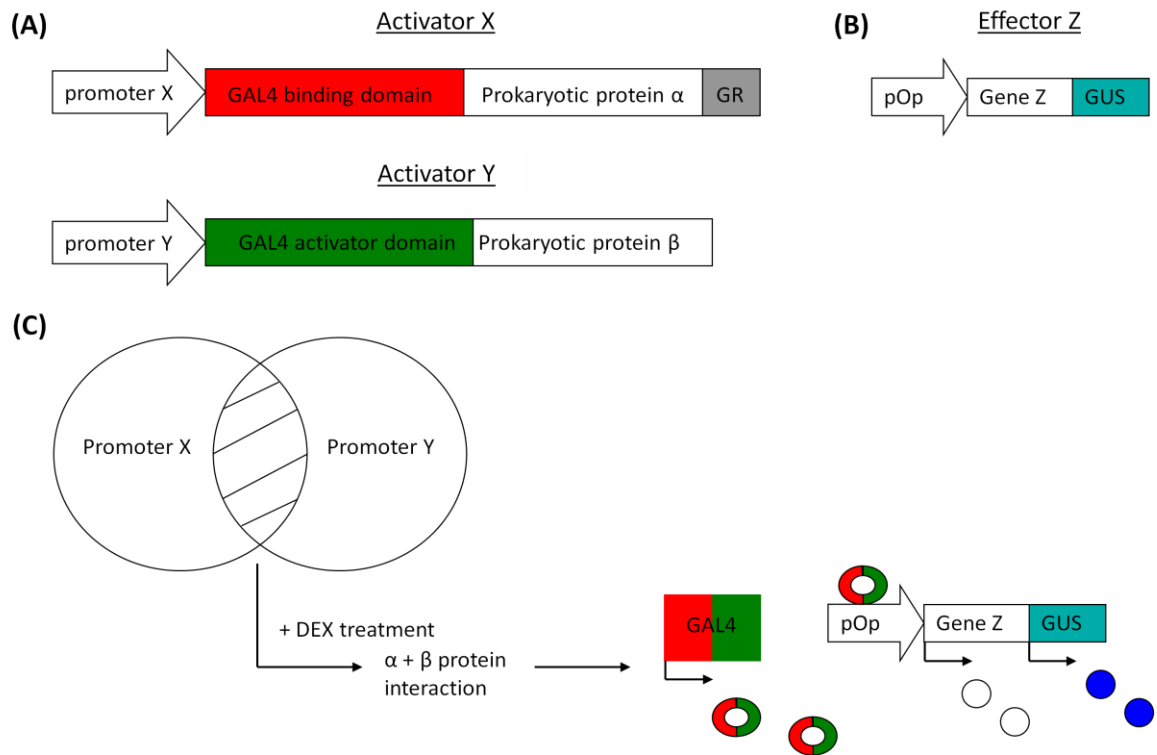 (A)
Activator X
promoter X
GAL4 binding domain
Prokaryotic protein α
GR
Activator Y
promoter Y
GAL4 activator domain
Prokaryotic protein β
(B)
Effector Z
pOp
Gene Z
GUS
(C)
Promoter X
Promoter Y
+ DEX treatment
α + β protein
interaction
GAL4
pOp
Gene Z
GUS